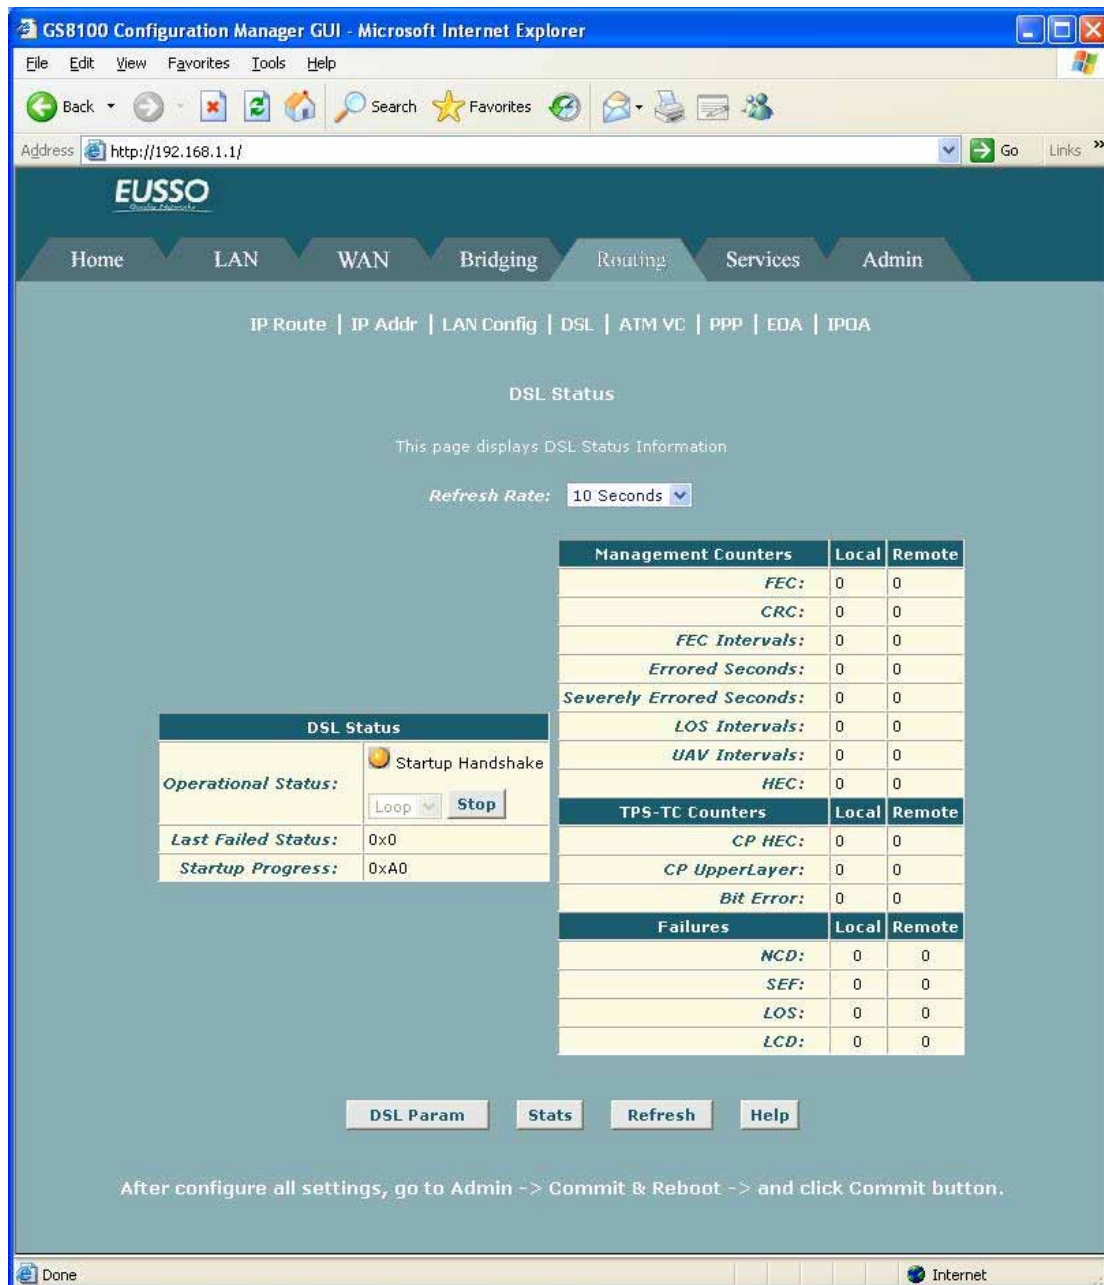 GS8100 Configuration Manager GUI - Microsoft Internet Explorer
File Edit View Favorites Tools Help
Back Search Favorites
Address http://192.168.1.1/ Go Links »
EUSSO
Home LAN WAN Bridging Routing Services Admin
IP Route | IP Addr | LAN Config | DSL | ATM VC | PPP | EOA | IPOA
DSL Status
This page displays DSL Status Information
Refresh Rate: 10 Seconds
DSL Status
Operational Status: Startup Handshake
Loop Stop
Last Failed Status: 0x0
Startup Progress: 0xA0
Management Counters Local Remote
FEC: 0 0
CRC: 0 0
FEC Intervals: 0 0
Errored Seconds: 0 0
Severely Errored Seconds: 0 0
LOS Intervals: 0 0
UAV Intervals: 0 0
HEC: 0 0
TPS-TC Counters Local Remote
CP HEC: 0 0
CP UpperLayer: 0 0
Bit Error: 0 0
Failures Local Remote
NCD: 0 0
SEF: 0 0
LOS: 0 0
LCD: 0 0
DSL Param Stats Refresh Help
After configure all settings, go to Admin -> Commit & Reboot -> and click Commit button.
Done Internet